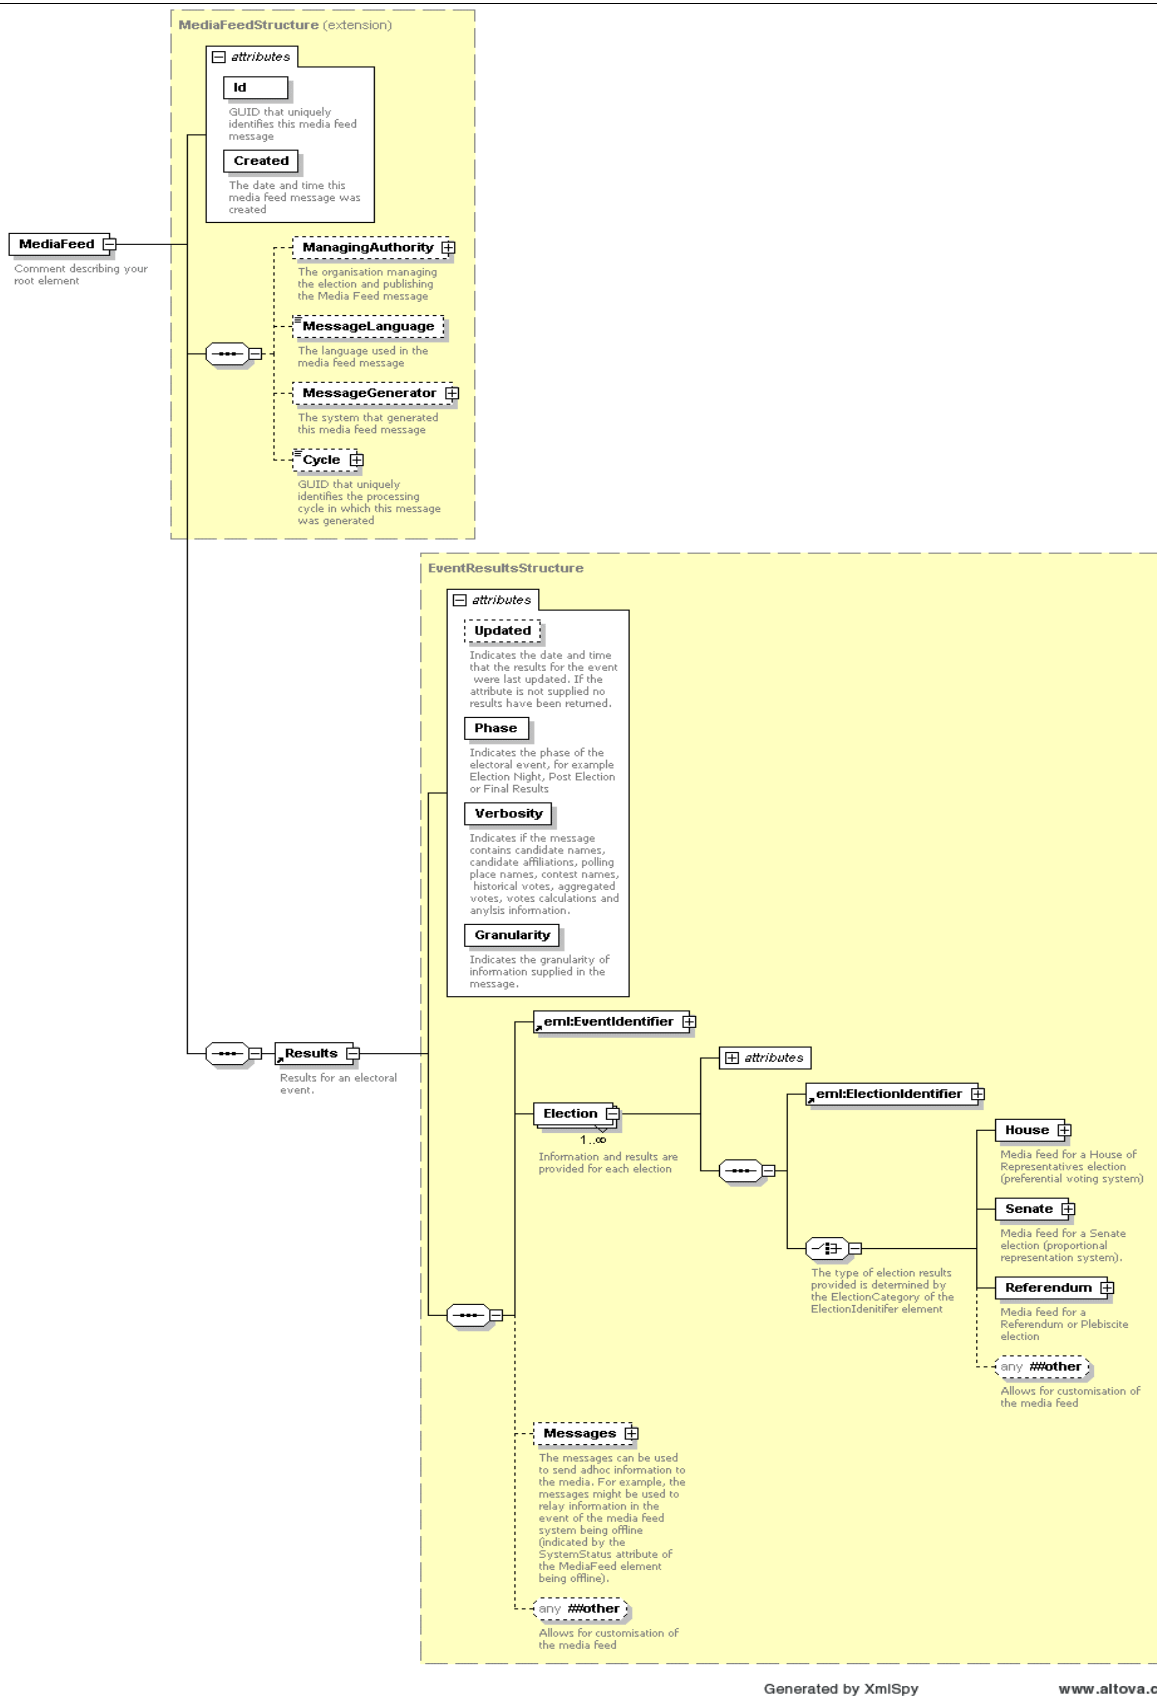 MediaFeedStructure (extension)
attributes
Id
GUID that uniquely
identifies this media feed
message
Created
The date and time this
media feed message was
created
MediaFeed
Comment describing your
root element
ManagingAuthority
The organisation managing
the election and publishing
the Media Feed message
MessageLanguage
The language used in the
media feed message
MessageGenerator
The system that generated
this media feed message
Cycle
GUID that uniquely
identifies the processing
cycle in which this message
was generated
EventResultsStructure
attributes
Updated
Indicates the date and time
that the results for the event
were last updated. If the
attribute is not supplied no
results have been returned.
Phase
Indicates the phase of the
electoral event, for example
Election Night, Post Election
or Final Results
Verbosity
Indicates if the message
contains candidate names,
candidate affiliations, polling
place names, contest names,
historical votes, aggregated
votes, votes calculations and
anylsis information.
Granularity
Indicates the granularity of
information supplied in the
message.
Results
Results for an electoral
event.
eml:EventIdentifier
Election
1..∞
Information and results are
provided for each election
attributes
eml:ElectionIdentifier
House
Media feed for a House of
Representatives election
(preferential voting system)
Senate
Media feed for a Senate
election (proportional
representation system).
The type of election results
provided is determined by
the ElectionCategory of the
ElectionIdenitifer element
Referendum
Media feed for a
Referendum or Plebiscite
election
any ##other
Allows for customisation of
the media feed
Messages
The messages can be used
to send adhoc information to
the media. For example, the
messages might be used to
relay information in the
event of the media feed
system being offline
(indicated by the
SystemStatus attribute of
the MediaFeed element
being offline).
any ##other
Allows for customisation of
the media feed
Generated by XmlSpy www.altova.c